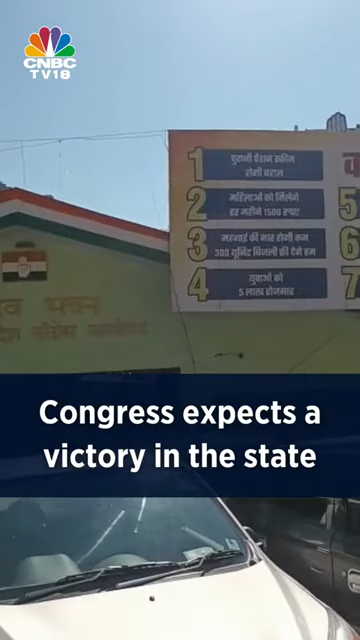 CNBC
TV18
1
पुरानी पेंशन स्कीम
होगी बहाल
2
महिलाओं को मिलेंगे
हर महीने 1500 रुपए
3
महंगाई की मार होगी कम
300 यूनिट बिजली फ्री देंगे हम
4
युवाओं को
5 लाख रोजगार
5
6
7
भवन
Congress expects a
victory in the state